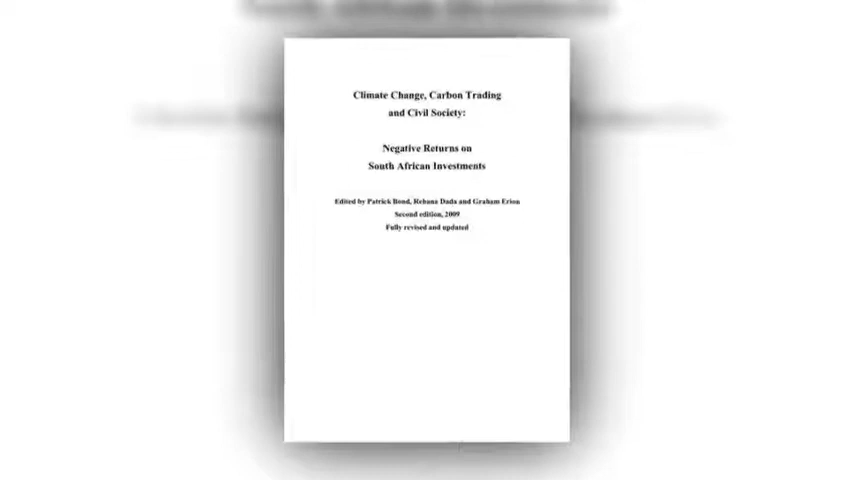 Climate Change, Carbon Trading
and Civil Society:
Negative Returns on
South African Investments
Edited by Patrick Bond, Rehana Dada and Graham Erion
Second edition, 2009
Fully revised and updated